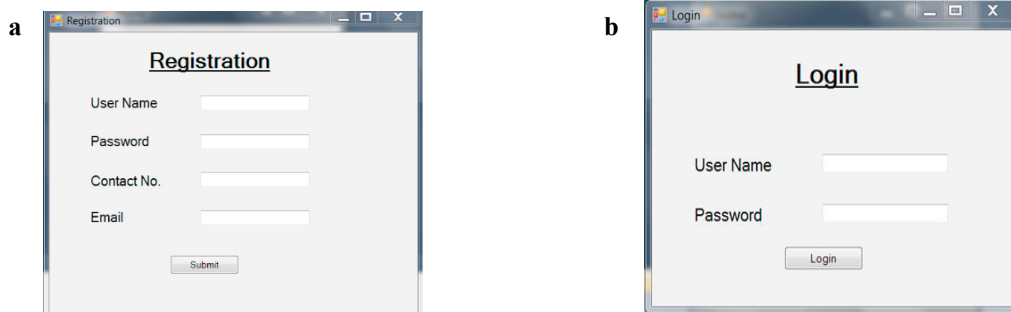 a
Registration
Registration
User Name
Password
Contact No.
Email
Submit
b
Login
Login
User Name
Password
Login